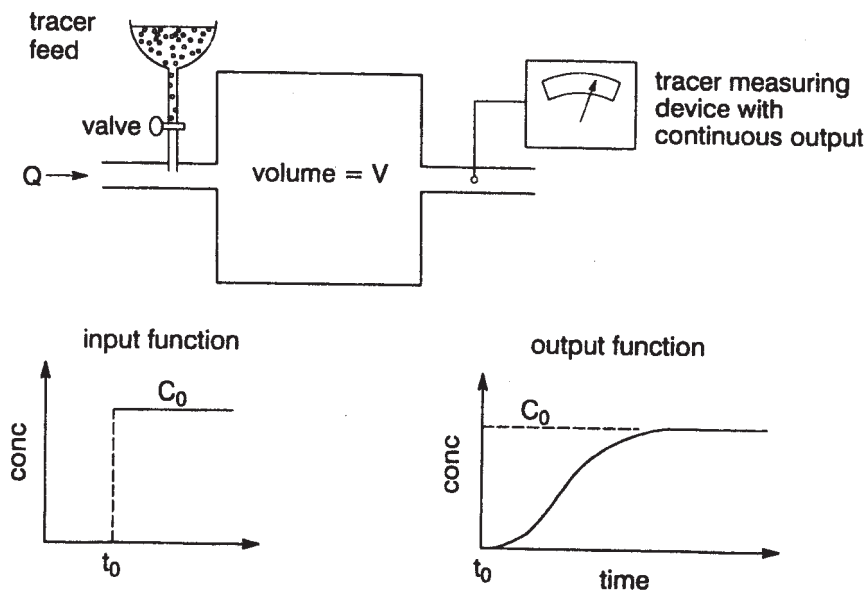 tracer
feed
valve
Q
volume = V
tracer measuring
device with
continuous output
input function
C₀
conc
t₀
output function
C₀
conc
t₀
time